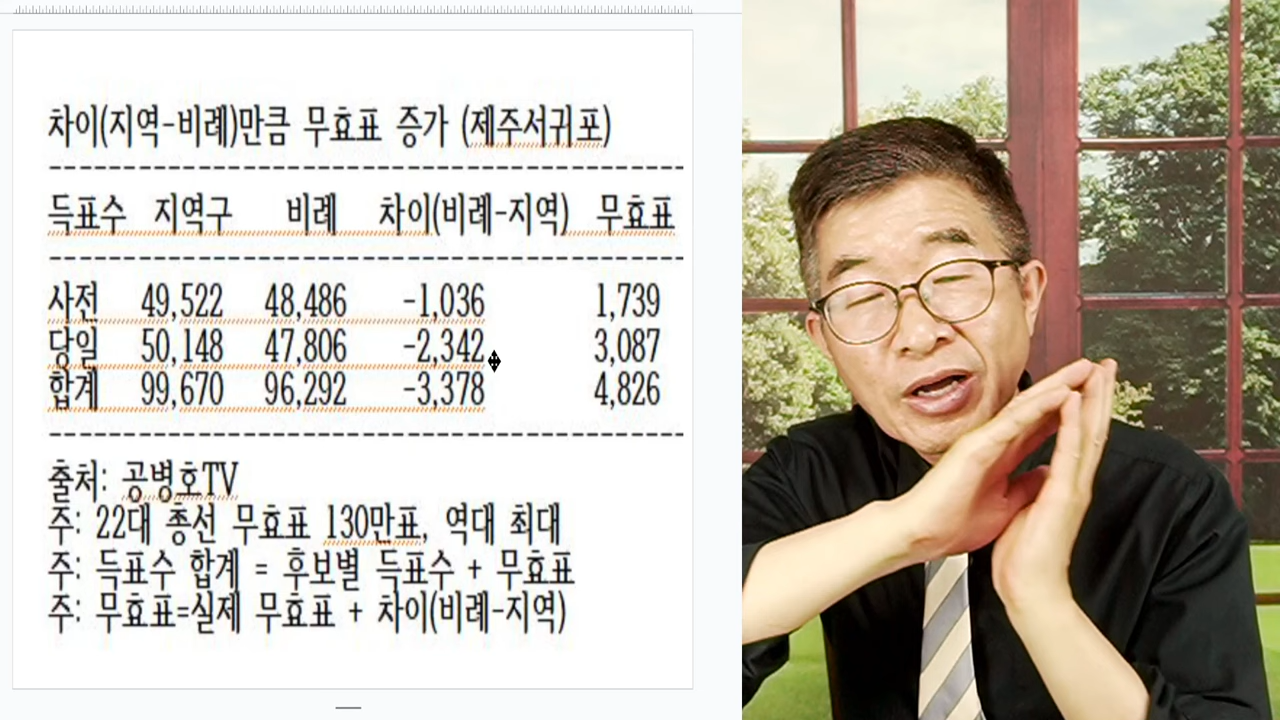 차이(지역-비례)만큼 무효표 증가 (제주서귀포)
득표수 지역구 비례 차이(비례-지역) 무효표
사전 49,522 48,486 -1,036 1,739
당일 50,148 47,806 -2,342 3,087
합계 99,670 96,292 -3,378 4,826
출처: 공병호TV
주: 22대 총선 무효표 130만표, 역대 최대
주: 득표수 합계 = 후보별 득표수 + 무효표
주: 무효표=실제 무효표 + 차이(비례-지역)